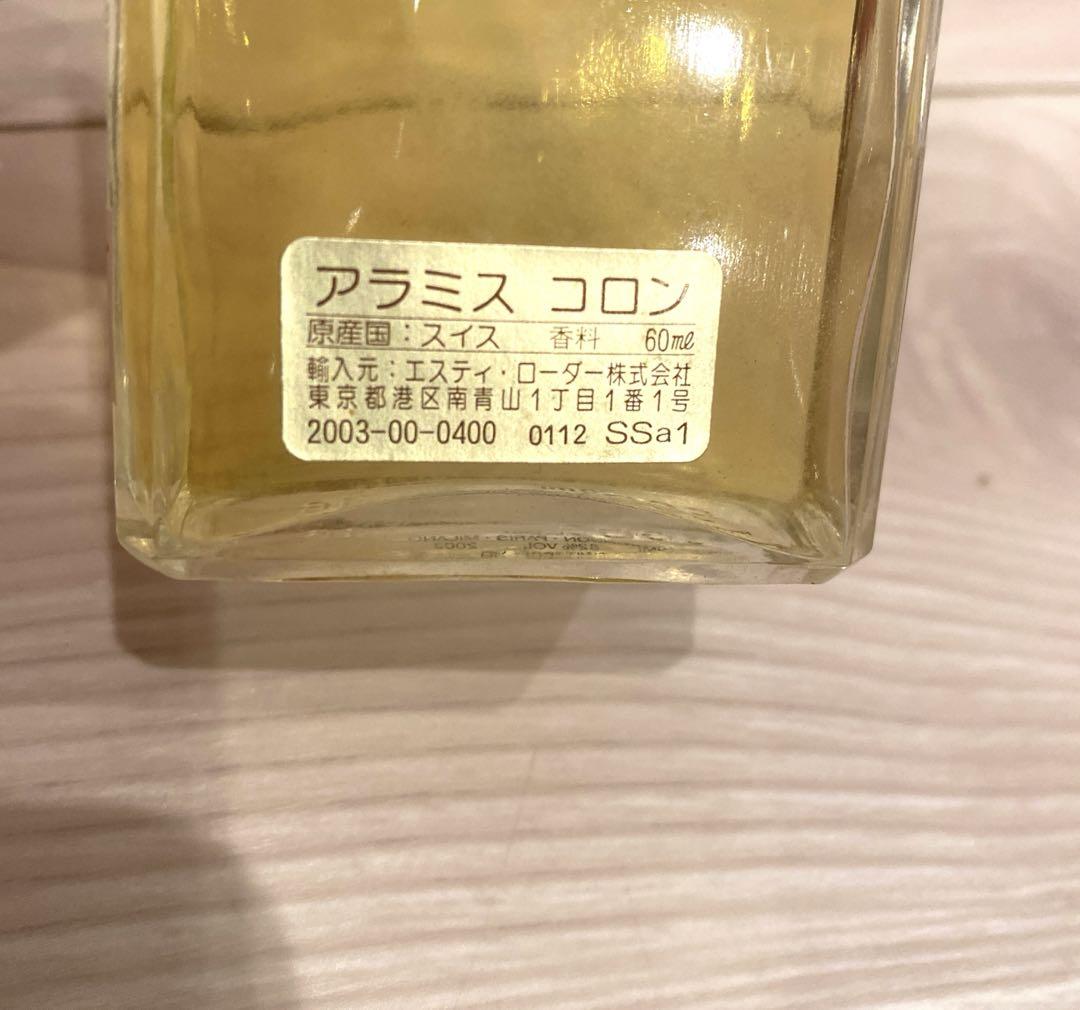 アラミス コロン
原産国：スイス 香料 60ml
輸入元：エスティ・ローダー株式会社
東京都港区南青山1丁目1番1号
2003-00-0400 0112 SSa1